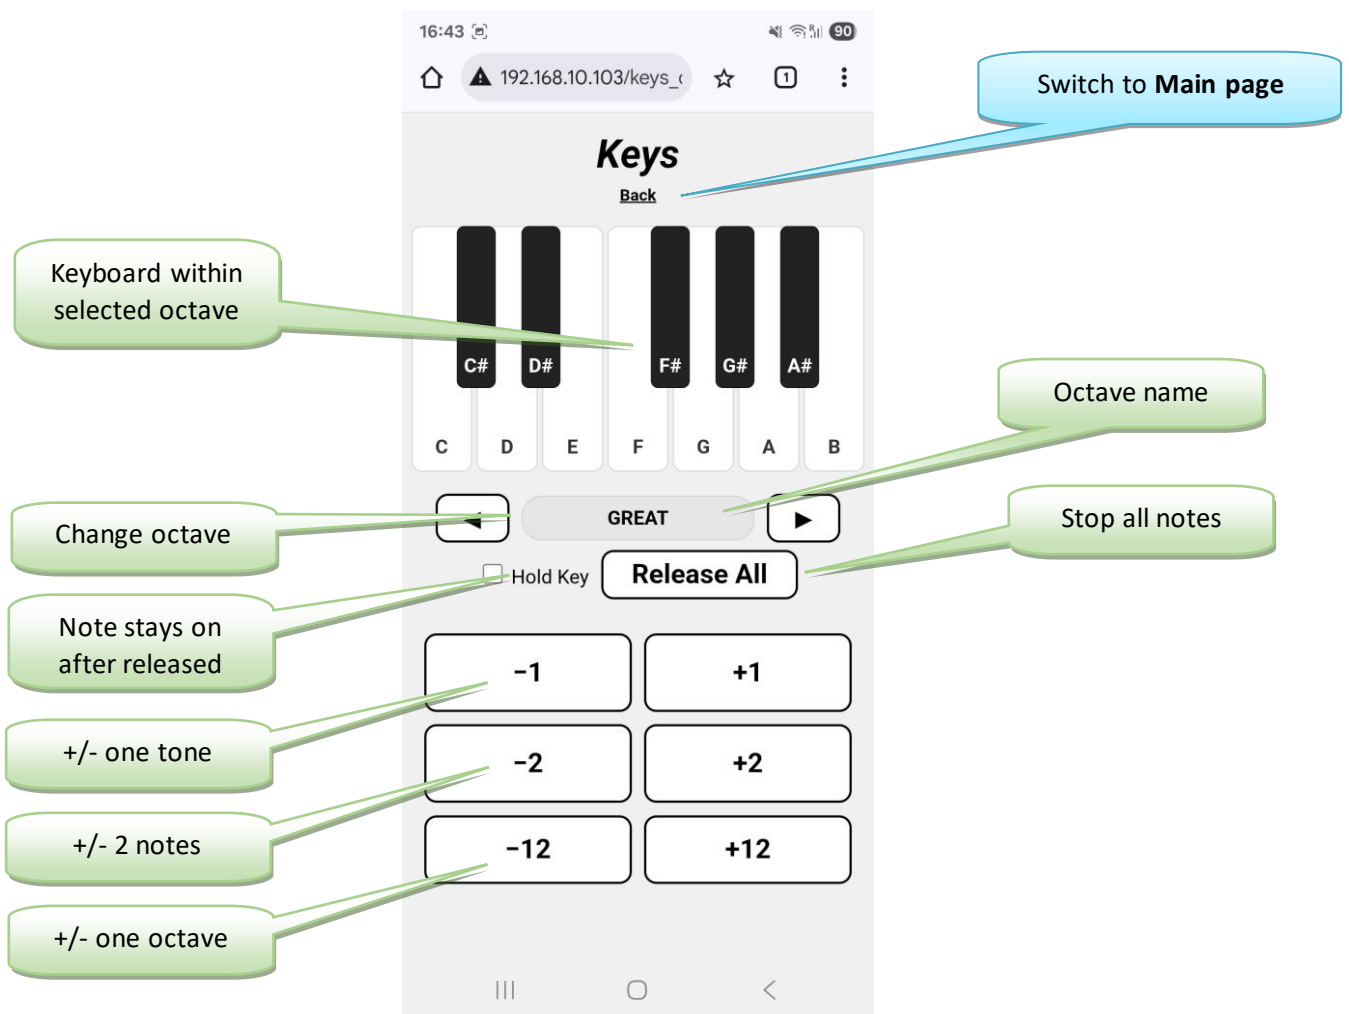 16:43
90
192.168.10.103/keys_
1
Switch to Main page
Keys
Back
Keyboard within
selected octave
C# D# F# G# A#
Octave name
C D E F G A B
Change octave
◄ GREAT ►
Stop all notes
Hold Key Release All
Note stays on
after released
−1 +1
+/- one tone
−2 +2
+/- 2 notes
−12 +12
+/- one octave